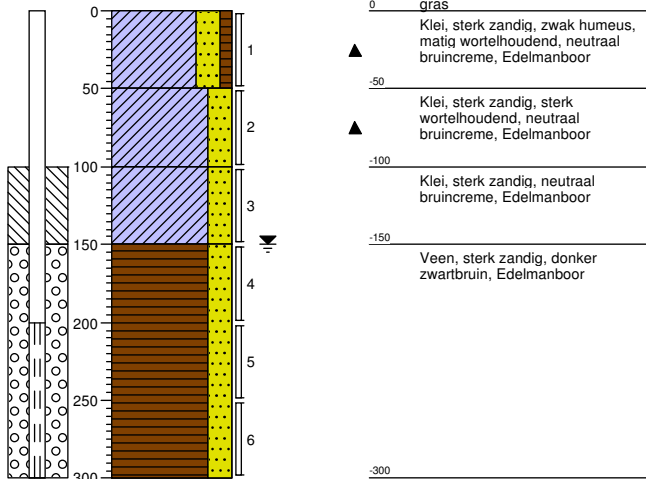 0
50
100
150
200
250
300
1
2
3
4
5
6
0
gras
Klei, sterk zandig, zwak humeus,
matig wortelhoudend, neutraal
bruincreme, Edelmanboor
-50
Klei, sterk zandig, sterk
wortelhoudend, neutraal
bruincreme, Edelmanboor
-100
Klei, sterk zandig, neutraal
bruincreme, Edelmanboor
-150
Veen, sterk zandig, donker
zwartbruin, Edelmanboor
-300